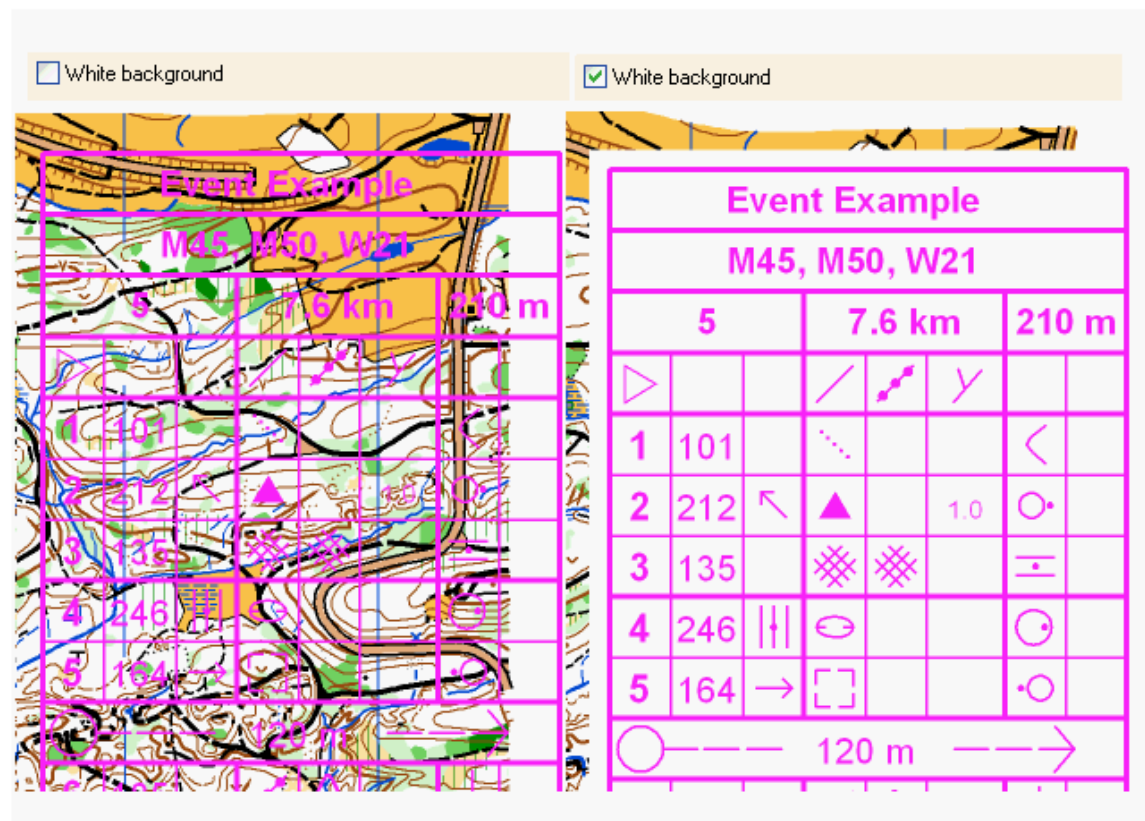 White background
Event Example
M45, M50, W21
5 7.6 km 210 m
1 101
2 212
3 135
4 246
5 164
120 m
White background
Event Example
M45, M50, W21
5 7.6 km 210 m
1 101
2 212 1.0
3 135
4 246
5 164
120 m